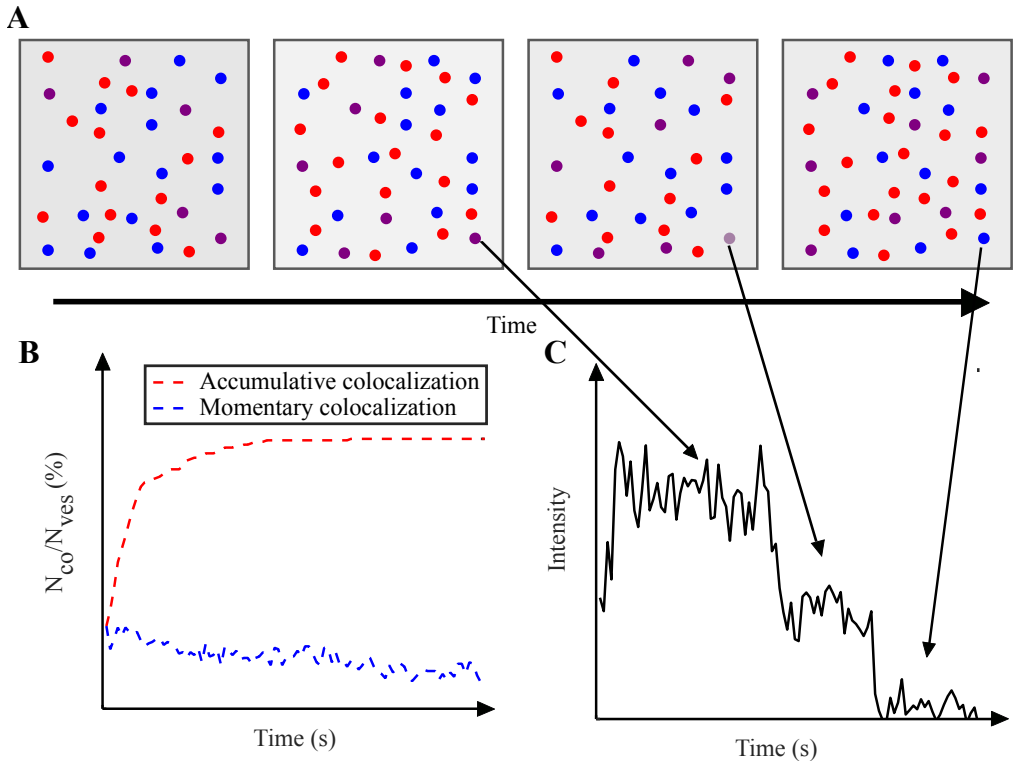 A
Time
B
Accumulative colocalization
Momentary colocalization
N_co/N_ves (%)
Time (s)
C
Intensity
Time (s)